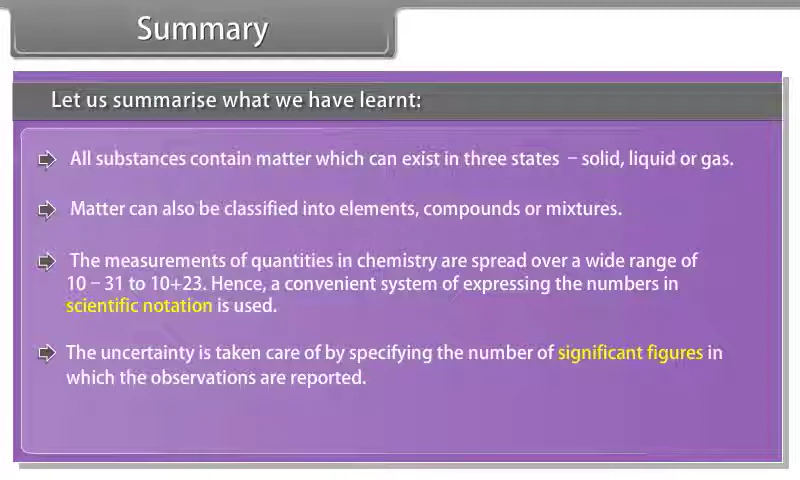 Summary
Let us summarise what we have learnt:
All substances contain matter which can exist in three states – solid, liquid or gas.
Matter can also be classified into elements, compounds or mixtures.
The measurements of quantities in chemistry are spread over a wide range of
10 – 31 to 10+23. Hence, a convenient system of expressing the numbers in
scientific notation is used.
The uncertainty is taken care of by specifying the number of significant figures in
which the observations are reported.